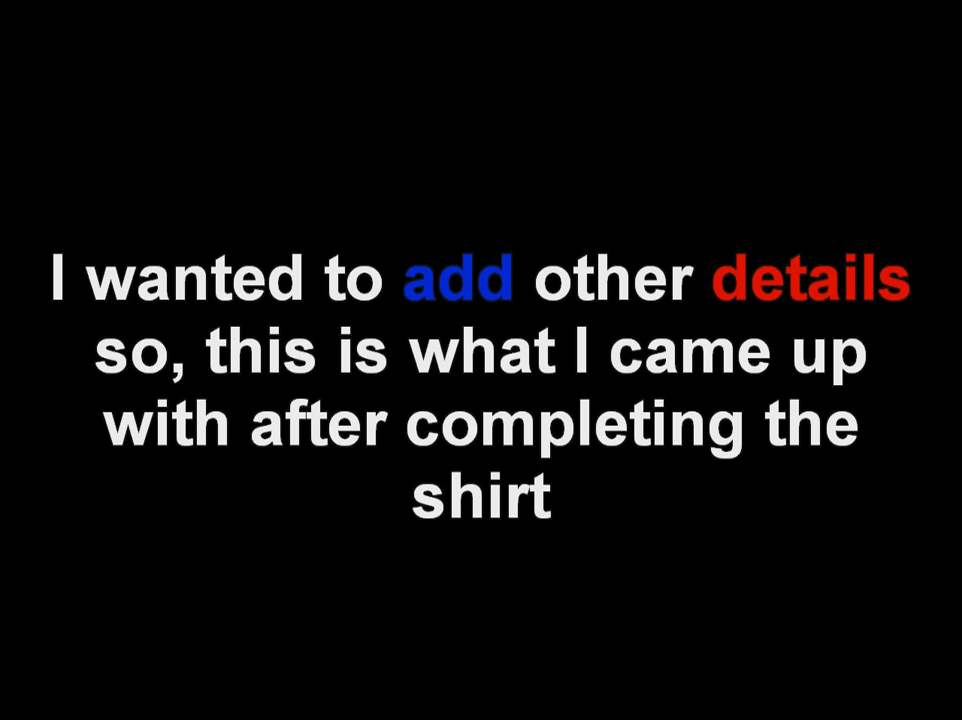 I wanted to add other details
so, this is what I came up
with after completing the
shirt